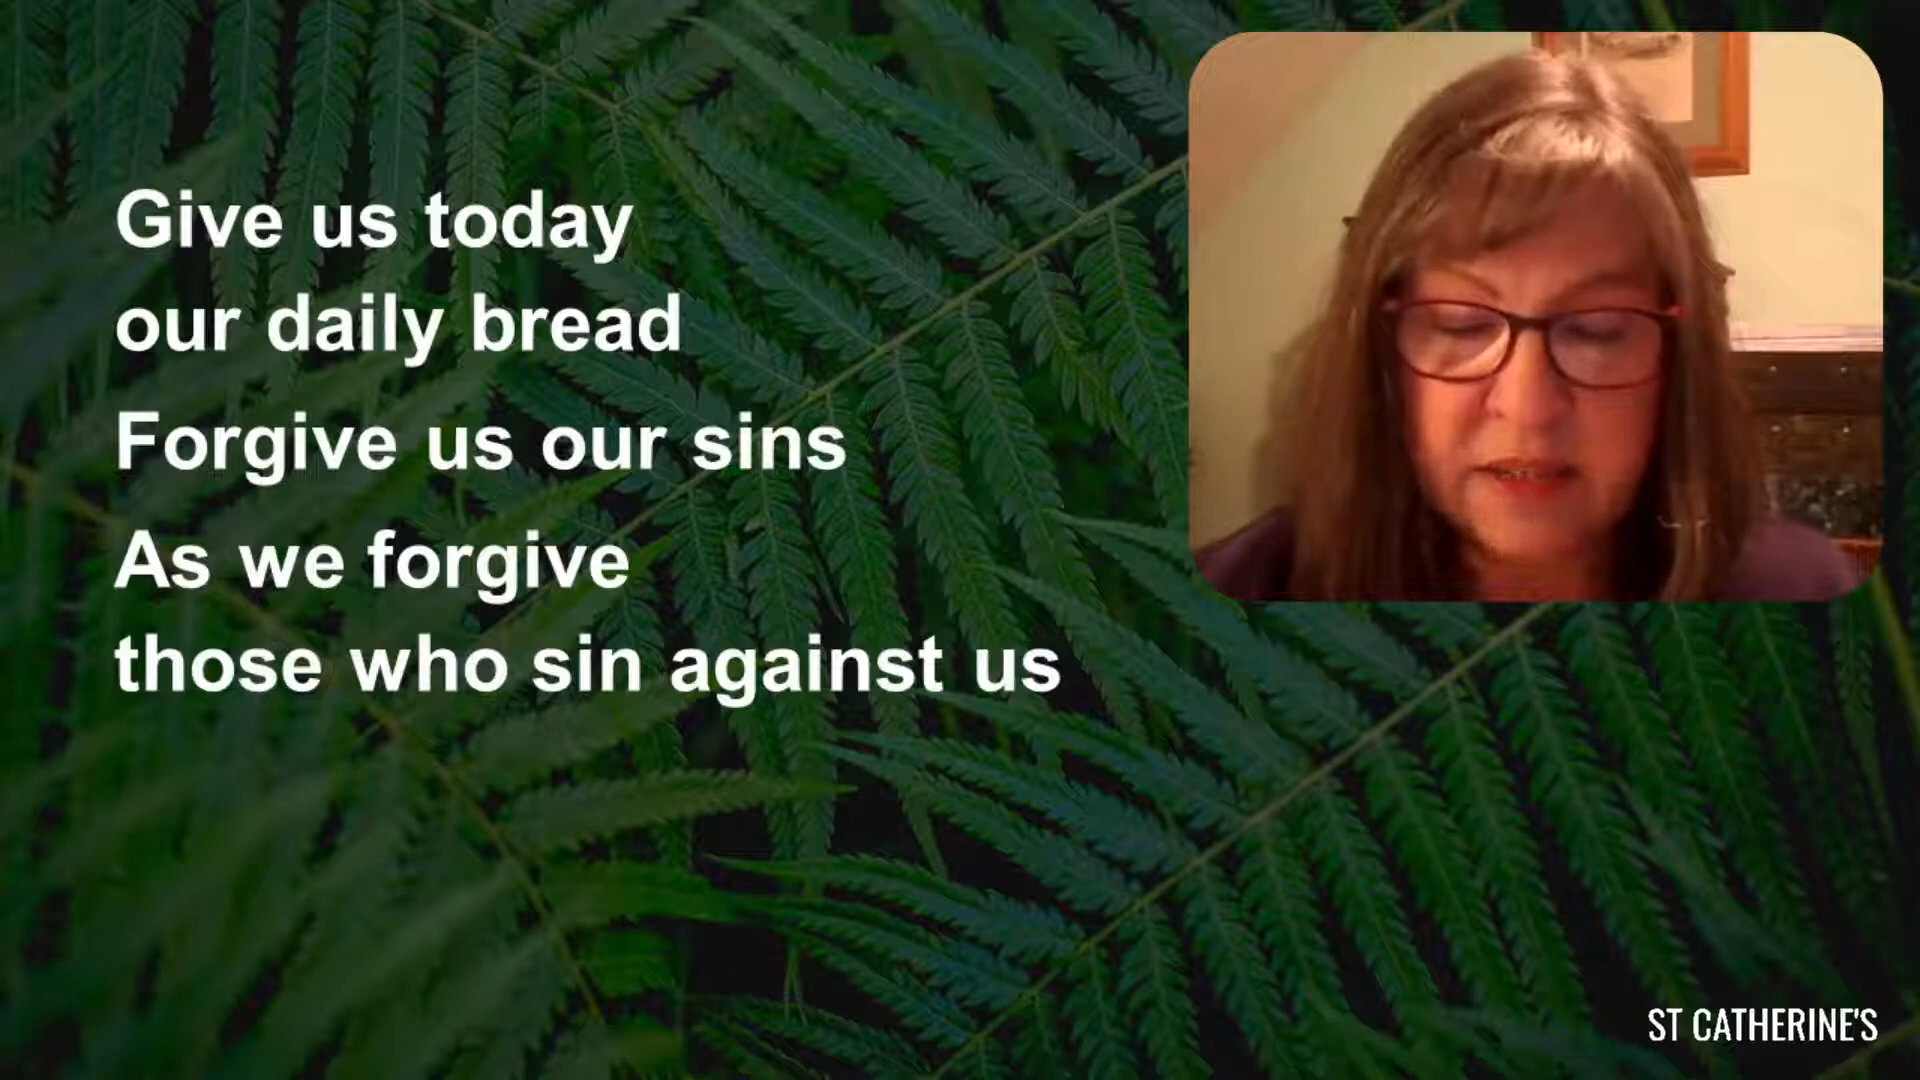 Give us today
our daily bread
Forgive us our sins
As we forgive
those who sin against us
ST CATHERINE'S